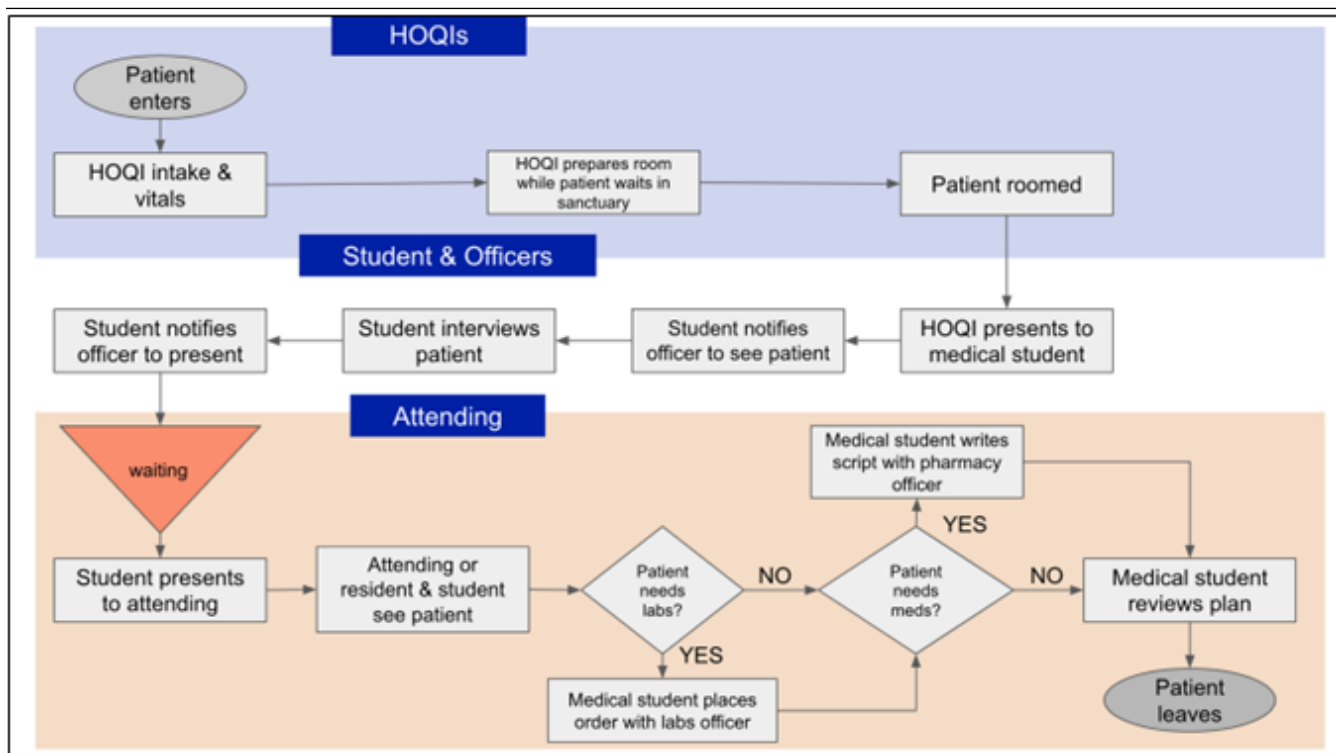 HOQIs
Patient
enters
HOQI intake &
vitals
HOQI prepares room
while patient waits in
sanctuary
Patient roomed
Student & Officers
Student notifies
officer to present
Student interviews
patient
Student notifies
officer to see patient
HOQI presents to
medical student
Attending
waiting
Medical student writes
script with pharmacy
officer
YES
Student presents
to attending
Attending or
resident & student
see patient
Patient
needs
labs?
NO
Patient
needs
meds?
NO
Medical student
reviews plan
YES
Medical student places
order with labs officer
Patient
leaves